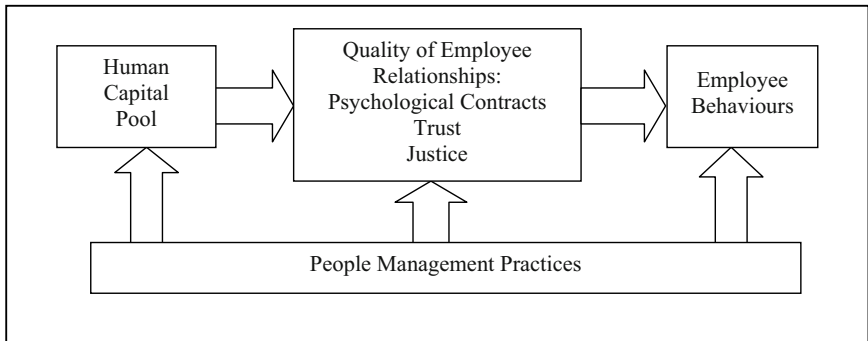 Human
Capital
Pool
Quality of Employee
Relationships:
Psychological Contracts
Trust
Justice
Employee
Behaviours
People Management Practices